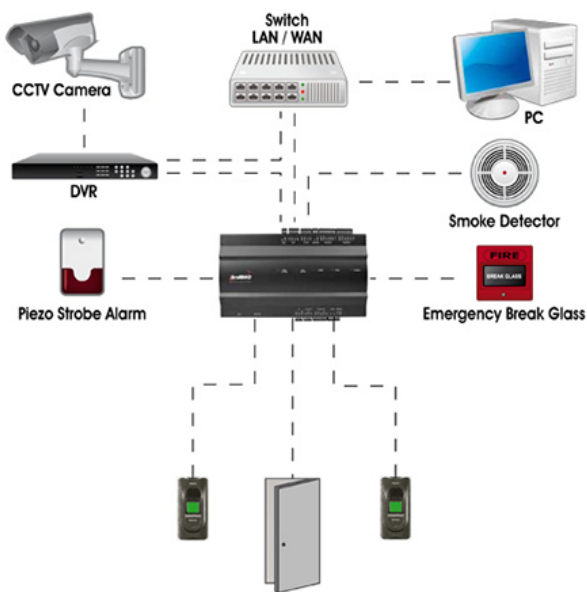 Switch
LAN / WAN
CCTV Camera
PC
DVR
Smoke Detector
FIRE
BREAK GLASS
Piezo Strobe Alarm
Emergency Break Glass